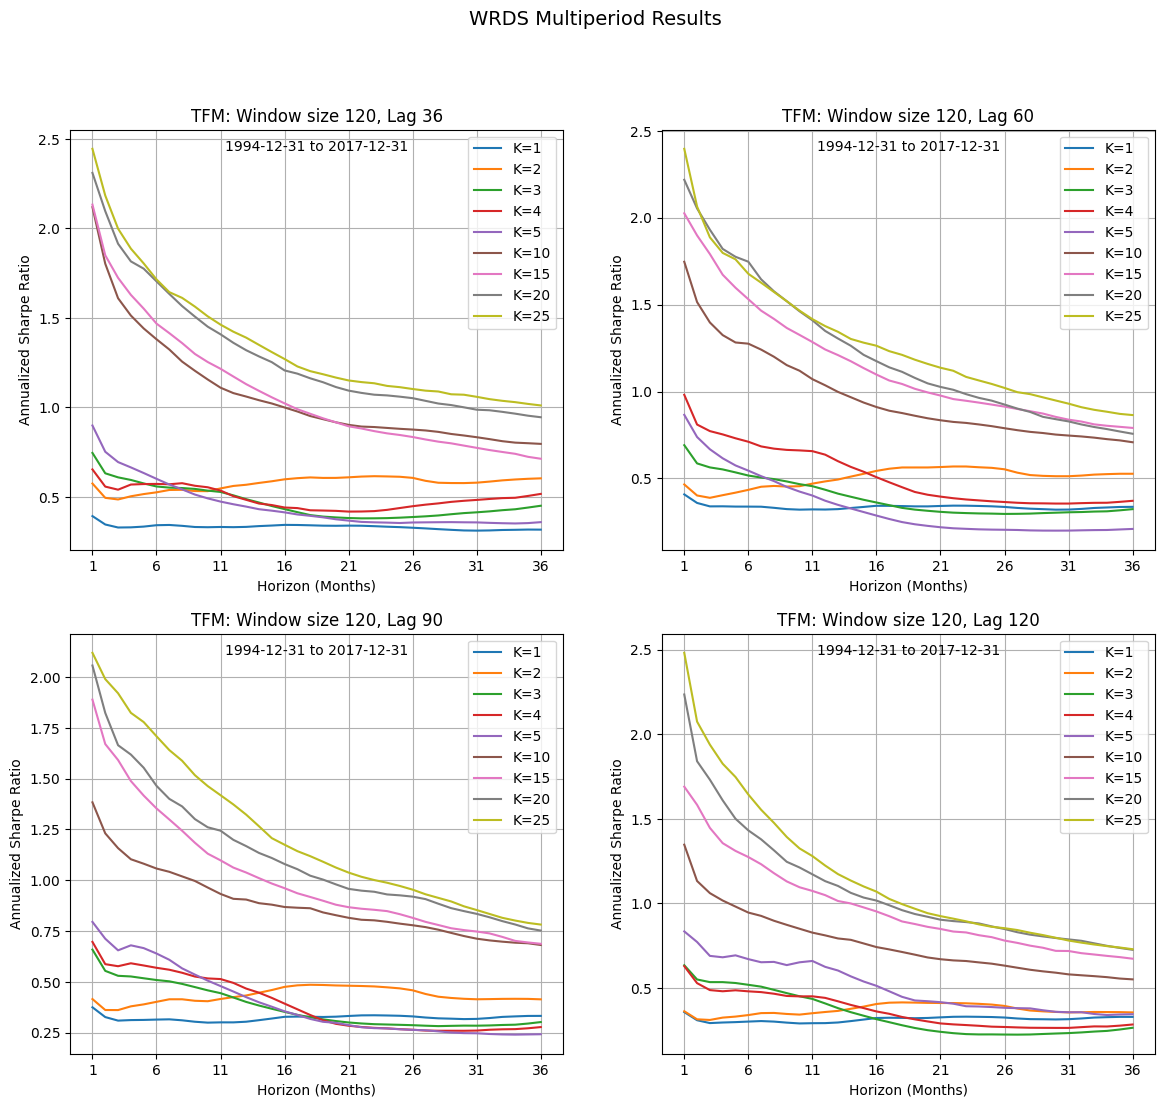 WRDS Multiperiod Results
TFM: Window size 120, Lag 36
1994-12-31 to 2017-12-31
K=1
K=2
K=3
K=4
K=5
K=10
K=15
K=20
K=25
2.5
2.0
1.5
1.0
0.5
Annualized Sharpe Ratio
1 6 11 16 21 26 31 36
Horizon (Months)
TFM: Window size 120, Lag 60
1994-12-31 to 2017-12-31
K=1
K=2
K=3
K=4
K=5
K=10
K=15
K=20
K=25
2.5
2.0
1.5
1.0
0.5
Annualized Sharpe Ratio
1 6 11 16 21 26 31 36
Horizon (Months)
TFM: Window size 120, Lag 90
1994-12-31 to 2017-12-31
K=1
K=2
K=3
K=4
K=5
K=10
K=15
K=20
K=25
2.00
1.75
1.50
1.25
1.00
0.75
0.50
0.25
Annualized Sharpe Ratio
1 6 11 16 21 26 31 36
Horizon (Months)
TFM: Window size 120, Lag 120
1994-12-31 to 2017-12-31
K=1
K=2
K=3
K=4
K=5
K=10
K=15
K=20
K=25
2.5
2.0
1.5
1.0
0.5
Annualized Sharpe Ratio
1 6 11 16 21 26 31 36
Horizon (Months)